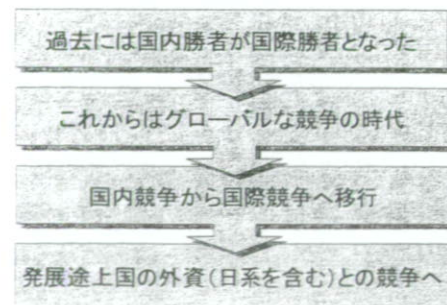 過去には国内勝者が国際勝者となった
これからはグローバルな競争の時代
国内競争から国際競争へ移行
発展途上国の外資(日系を含む)との競争へ